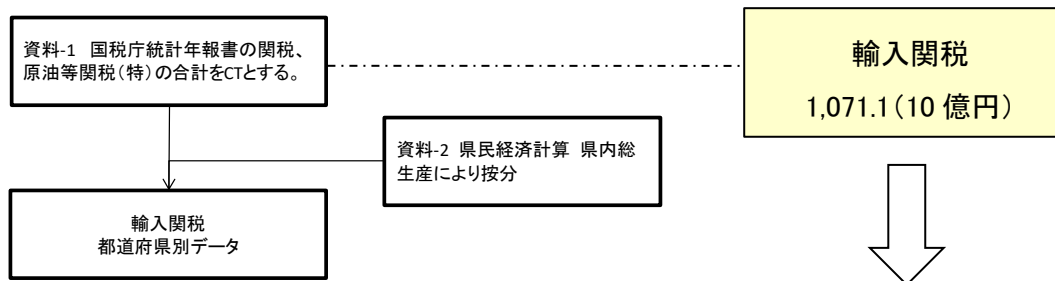 資料-1 国税庁統計年報書の関税、
原油等関税(特)の合計をCTとする。
輸入関税
1,071.1(10 億円)
資料-2 県民経済計算 県内総
生産により按分
輸入関税
都道府県別データ